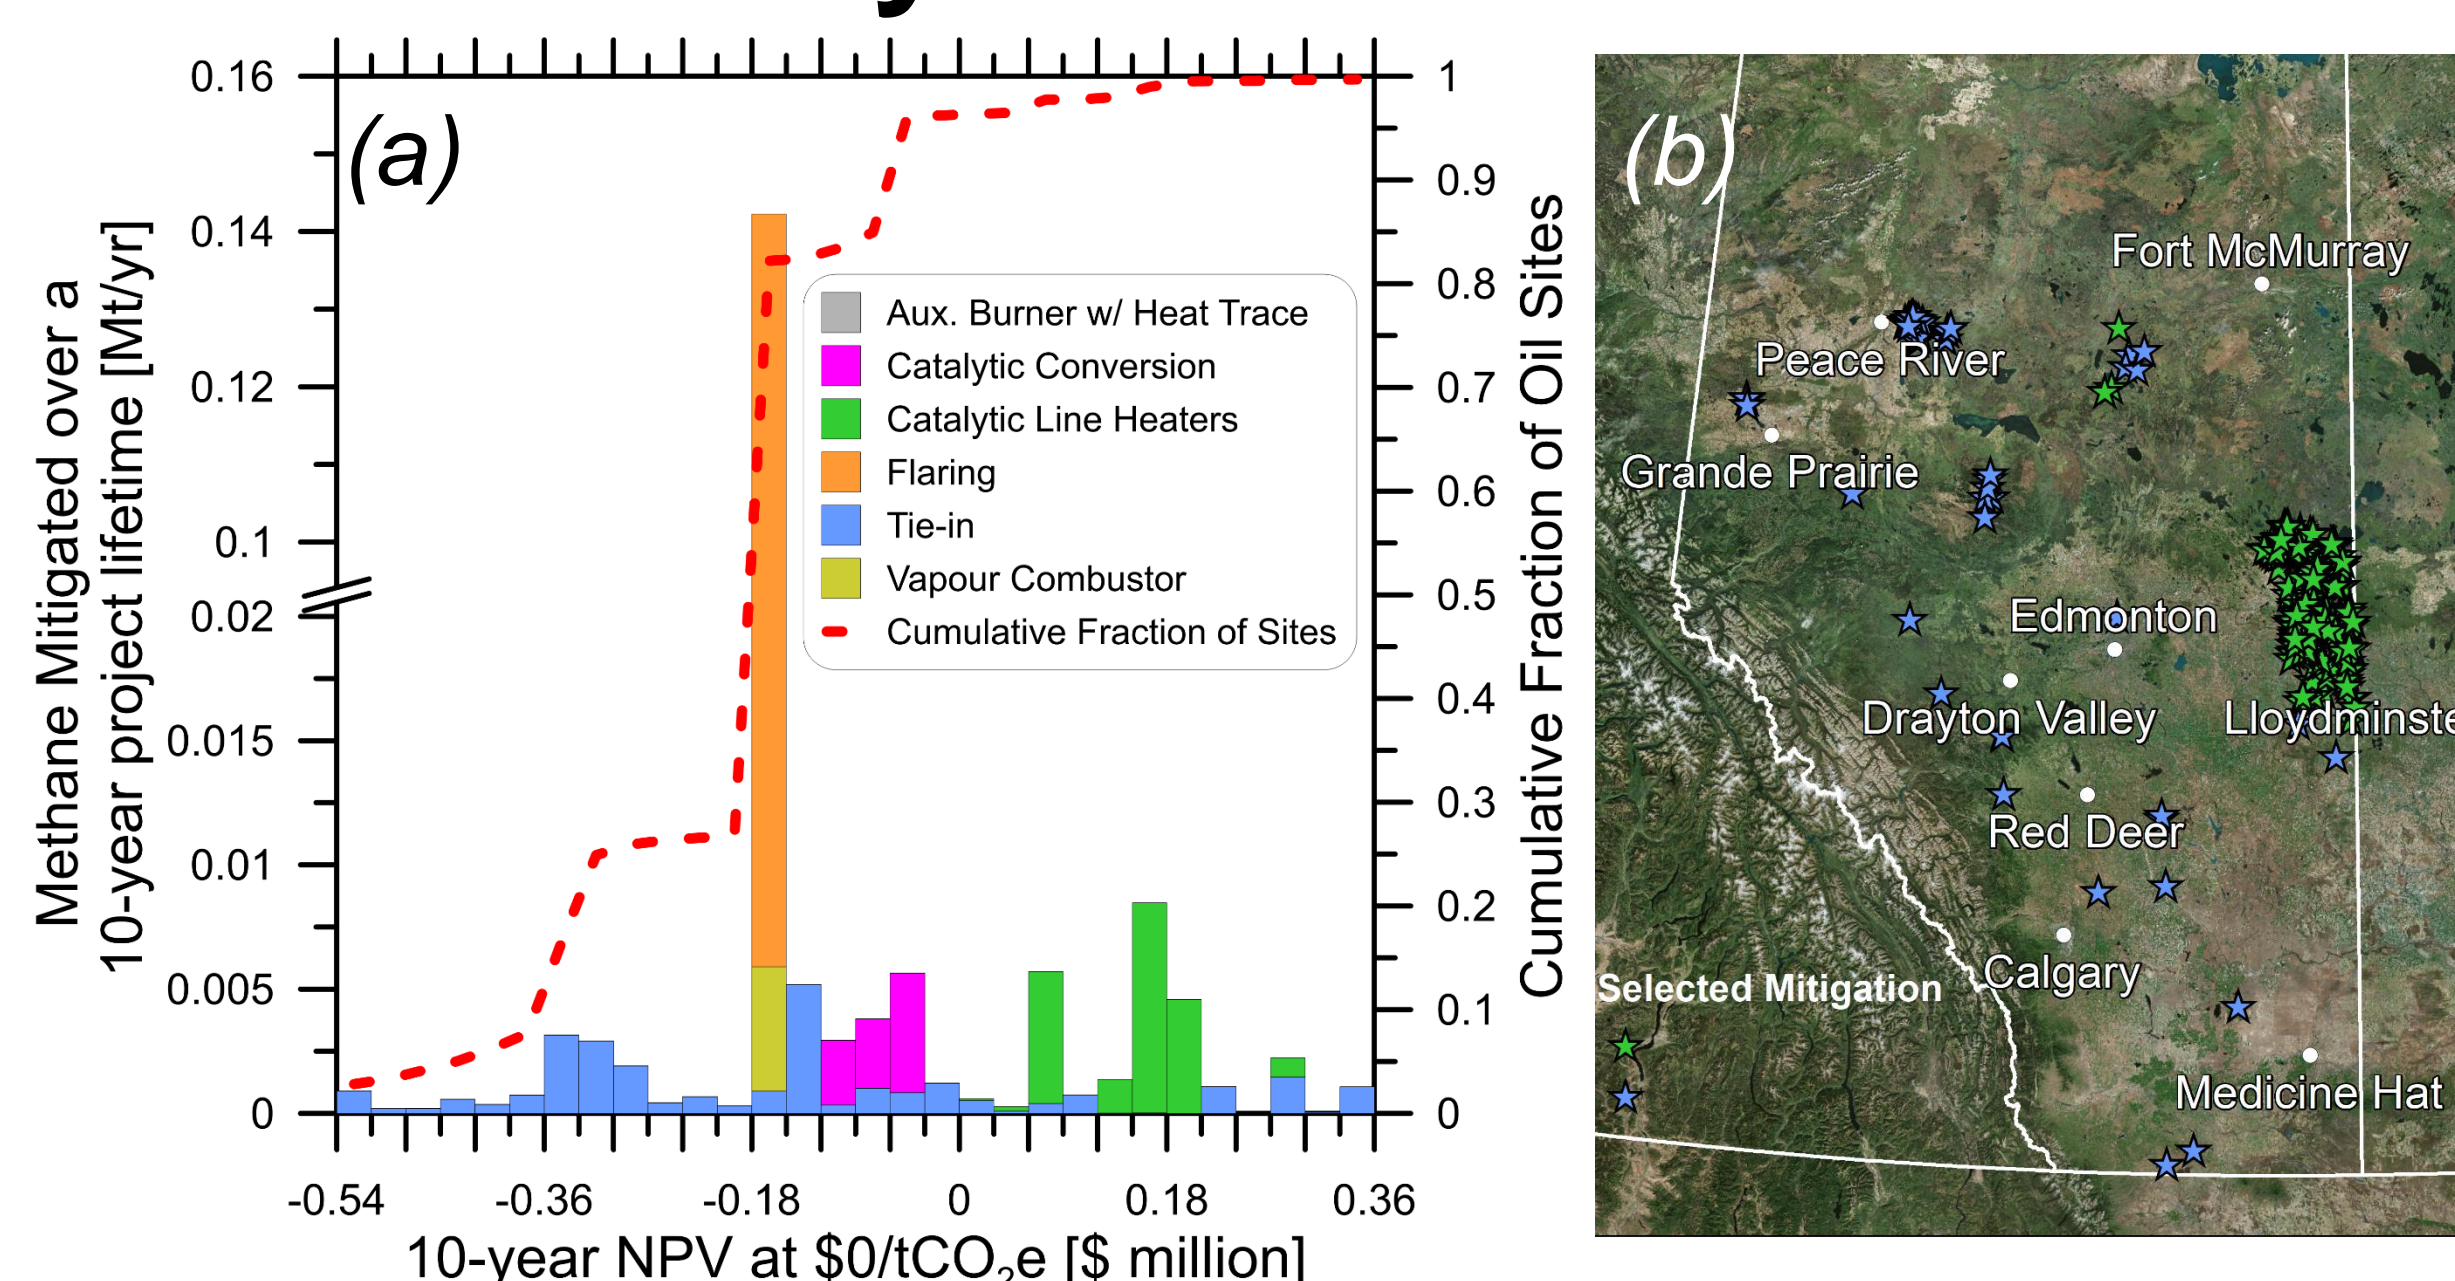 y
(a)
0.16
0.14
0.12
0.1
0.02
0.015
0.01
0.005
0
Methane Mitigated over a
10-year project lifetime [Mt/yr]
Aux. Burner w/ Heat Trace
Catalytic Conversion
Catalytic Line Heaters
Flaring
Tie-in
Vapour Combustor
Cumulative Fraction of Sites
1
0.9
0.8
0.7
0.6
0.5
0.4
0.3
0.2
0.1
0
Cumulative Fraction of Oil Sites
-0.54 -0.36 -0.18 0 0.18 0.36
10-year NPV at $0/tCO₂e [$ million]
(b)
Fort McMurray
Peace River
Grande Prairie
Edmonton
Drayton Valley
Lloydminste
Red Deer
Calgary
Selected Mitigation
Medicine Hat